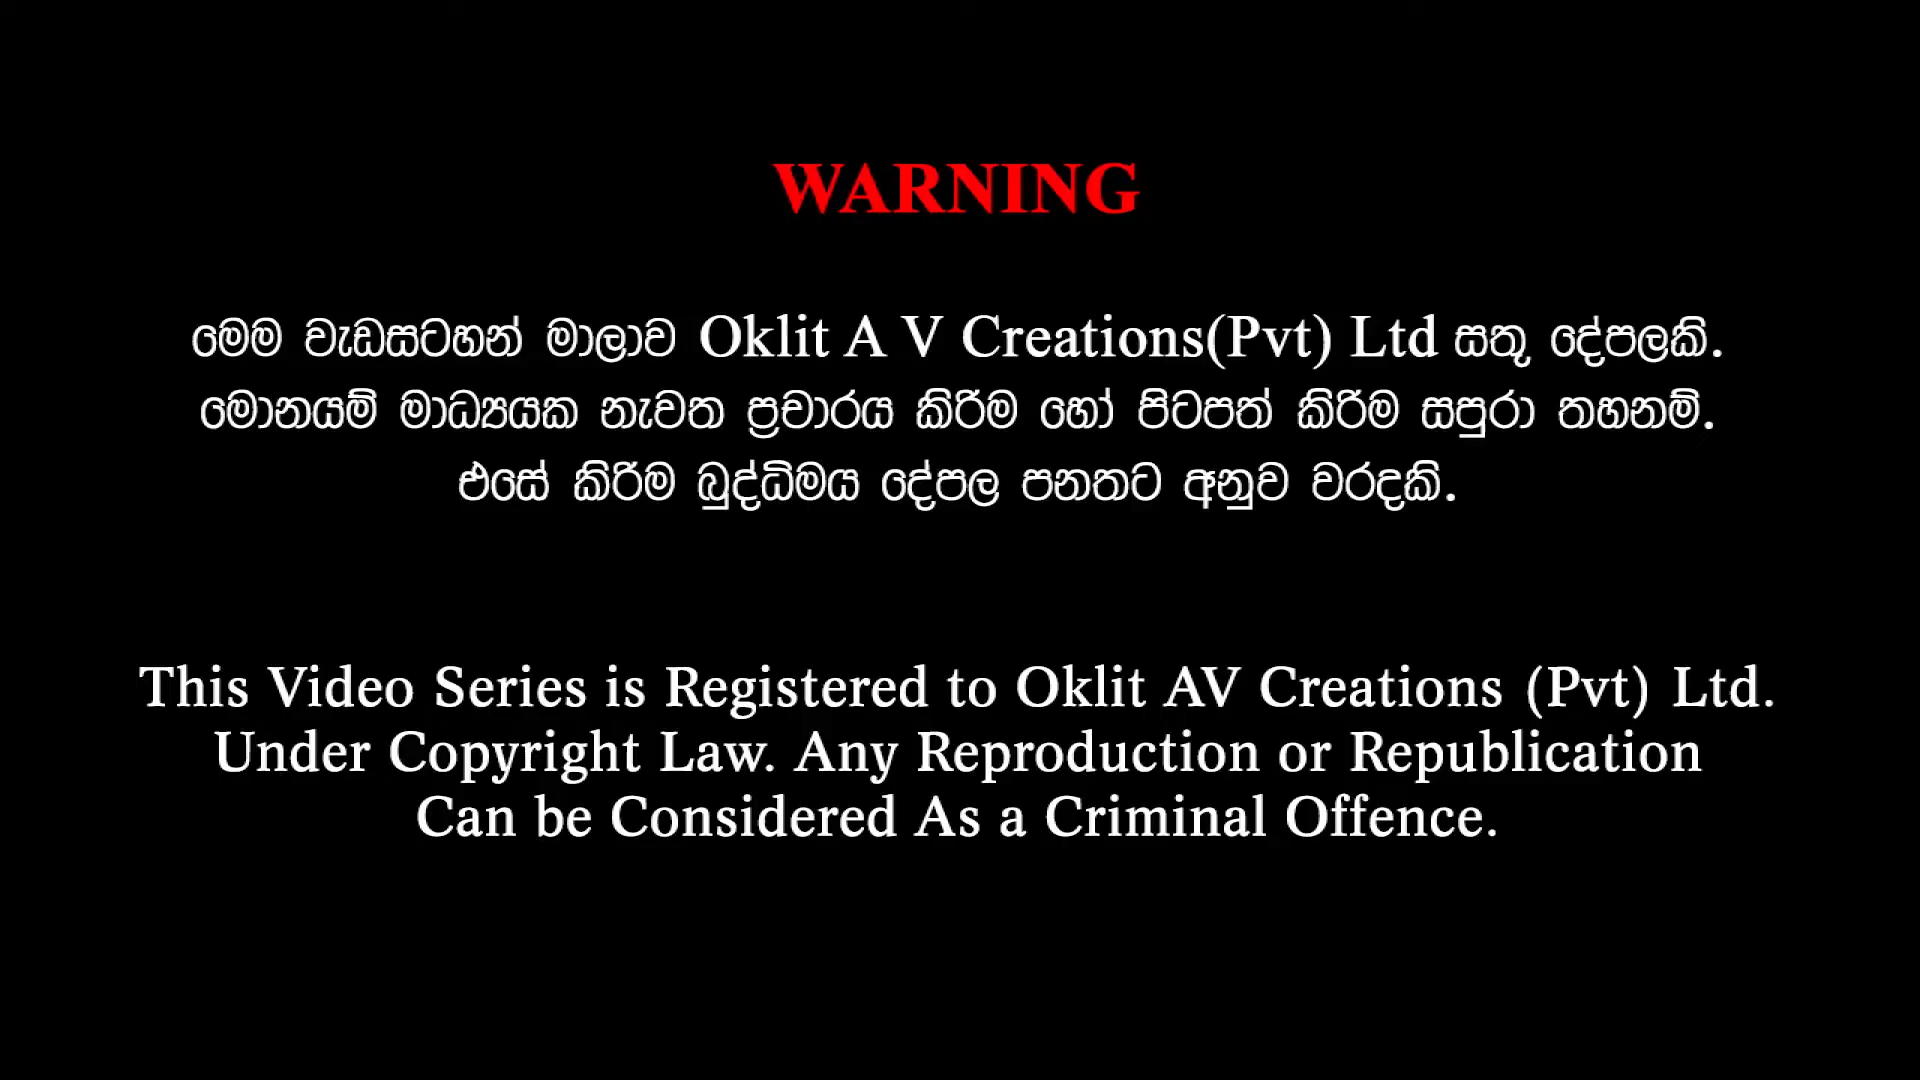 WARNING
මෙම වැඩසටහන් මාලාව Oklit A V Creations(Pvt) Ltd සතු දේපලකි.
මොනයම් මාධ්‍යයක නැවත ප්‍රචාරය කිරිම හෝ පිටපත් කිරිම සපුරා තහනම්.
එසේ කිරිම බුද්ධිමය දේපල පනතට අනුව වරදකි.
This Video Series is Registered to Oklit AV Creations (Pvt) Ltd.
Under Copyright Law. Any Reproduction or Republication
Can be Considered As a Criminal Offence.